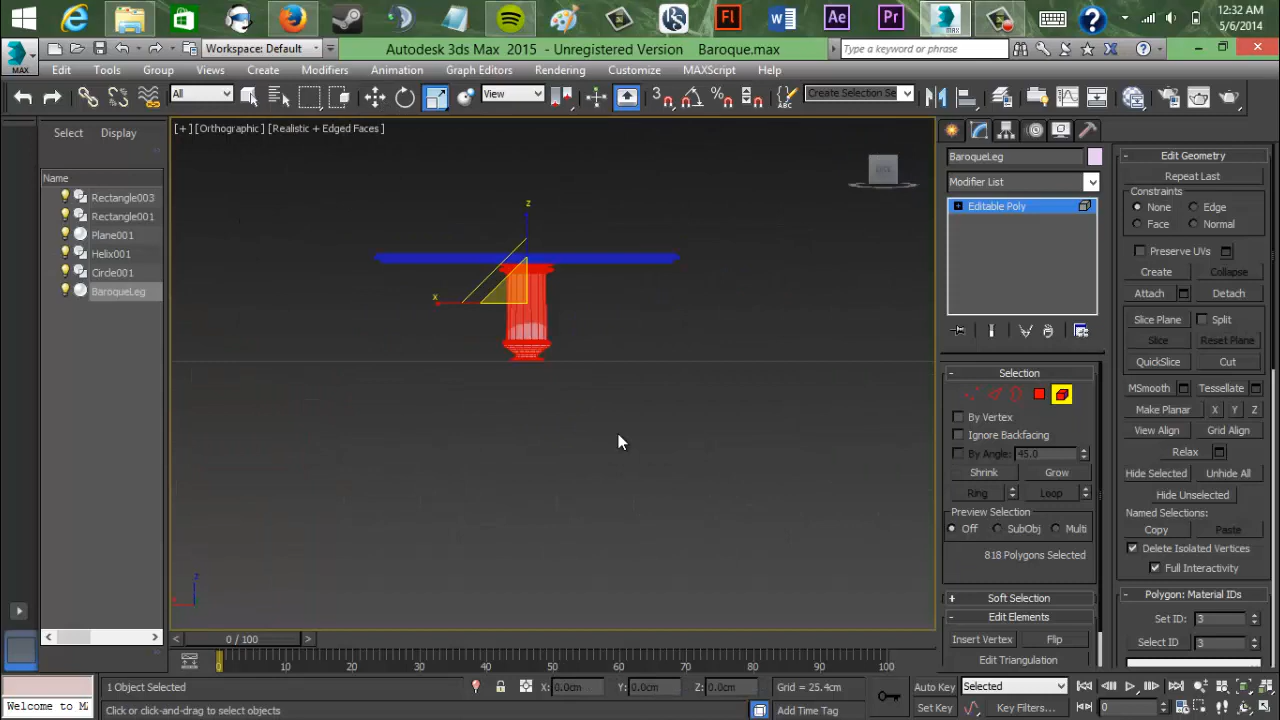 Fl
W
Ae
Pr
MAX
12:32 AM
5/6/2014
MAX
Workspace: Default
Autodesk 3ds Max 2015 - Unregistered Version Baroque.max
Type a keyword or phrase
Edit Tools Group Views Create Modifiers Animation Graph Editors Rendering Customize MAXScript Help
All
View
3
Create Selection Se
Select Display
[+] [Orthographic] [Realistic + Edged Faces]
BaroqueLeg
Modifier List
Editable Poly
Name
Rectangle003
Rectangle001
Plane001
Helix001
Circle001
BaroqueLeg
z
x
z
Selection
By Vertex
Ignore Backfacing
By Angle: 45.0
Shrink Grow
Ring Loop
Preview Selection
Off SubObj Multi
818 Polygons Selected
Soft Selection
Edit Elements
Insert Vertex Flip
Edit Triangulation
Edit Geometry
Repeat Last
Constraints
None Edge
Face Normal
Preserve UVs
Create Collapse
Attach Detach
Slice Plane Split
Slice Reset Plane
QuickSlice Cut
MSmooth Tessellate
Make Planar X Y Z
View Align Grid Align
Relax
Hide Selected Unhide All
Hide Unselected
Named Selections:
Copy Paste
Delete Isolated Vertices
Full Interactivity
Polygon: Material IDs
Set ID: 3
Select ID 3
< 0 / 100 >
0 10 20 30 40 50 60 70 80 90 100
1 Object Selected
X: 0.0cm Y: 0.0cm Z: 0.0cm
Grid = 25.4cm
Auto Key Selected
Welcome to M
Click or click-and-drag to select objects
Add Time Tag
Set Key Key Filters...
0